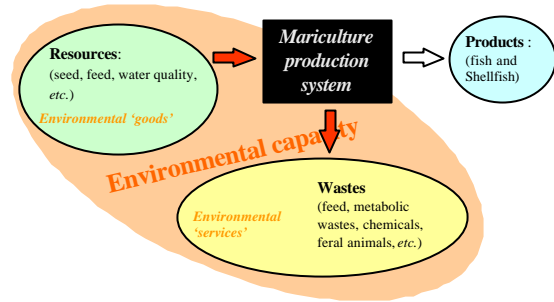 Resources:
(seed, feed, water quality,
etc.)
Environmental 'goods'
Mariculture
production
system
Products :
(fish and
Shellfish)
Environmental capacity
Wastes
(feed, metabolic
wastes, chemicals,
feral animals, etc.)
Environmental
'services'